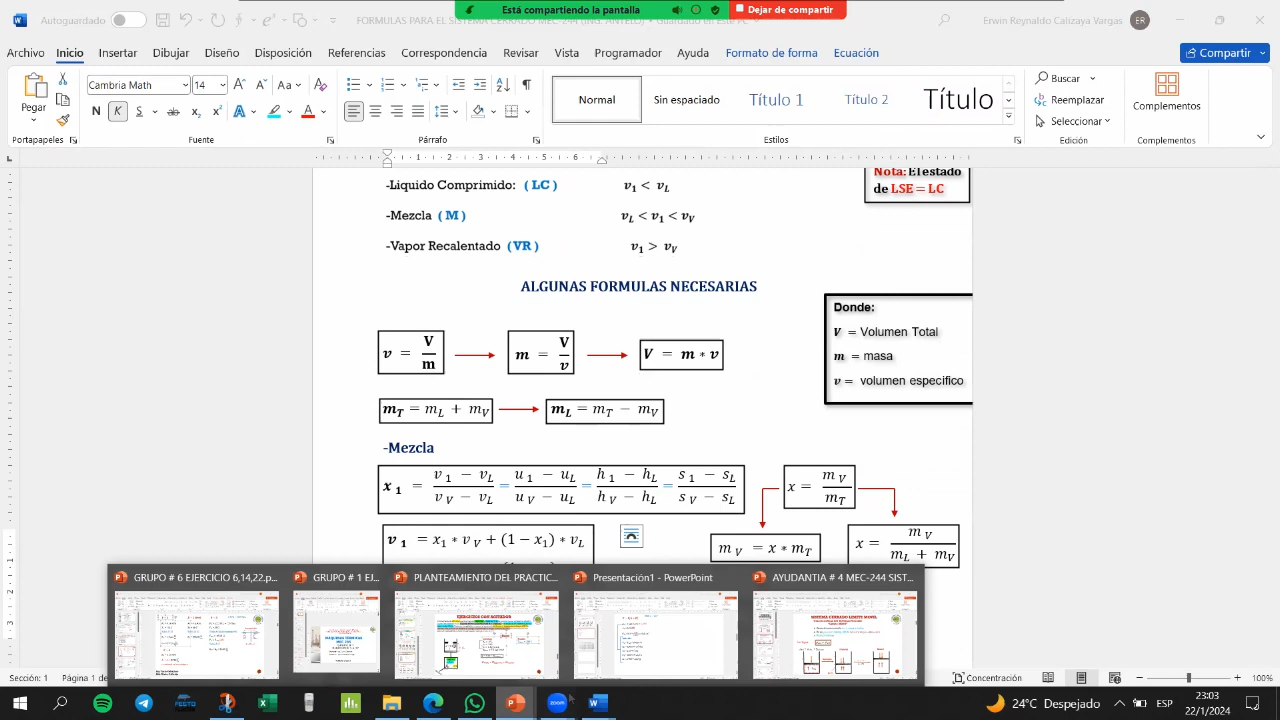 Está compartiendo la pantalla
Dejar de compartir
Autoguardado
FORMULAS PARA EL SISTEMA CERRADO MEC-244 (ING. ANTELO) • Guardado en Este PC
Erwin Reynaldo Calizaya Vargas
ER
Archivo Inicio Insertar Dibujar Diseño Disposición Referencias Correspondencia Revisar Vista Programador Ayuda Formato de forma Ecuación
Compartir
Pegar
Cambria Math 14
Normal
Sin espaciado
Título 1
Título 2
Título
Buscar
Reemplazar
Seleccionar
Complementos
Portapapeles Fuente Párrafo Estilos Edición Complementos
-Liquido Comprimido: ( LC ) v₁ < v_L
Nota: El estado
de LSE = LC
-Mezcla ( M ) v_L < v₁ < v_V
-Vapor Recalentado (VR ) v₁ > v_V
ALGUNAS FORMULAS NECESARIAS
Donde:
V = Volumen Total
m = masa
v = volumen especifico
v = V/m
m = V/v
V = m * v
m_T = m_L + m_V
m_L = m_T − m_V
-Mezcla
x₁ = (v₁ − v_L)/(v_V − v_L) = (u₁ − u_L)/(u_V − u_L) = (h₁ − h_L)/(h_V − h_L) = (s₁ − s_L)/(s_V − s_L)
x = m_V/m_T
v₁ = x₁ * v_V + (1 − x₁) * v_L
m_V = x * m_T
x = m_V/(m_L + m_V)
GRUPO # 6 EJERCICIO 6,14,22.p...
GRUPO # 1 EJ...
PLANTEAMIENTO DEL PRACTIC...
Presentación1 - PowerPoint
AYUDANTIA # 4 MEC-244 SIST...
Sección: 1 Página 1 de
Concentración
100%
24°C Despejado
ESP
23:03
22/1/2024